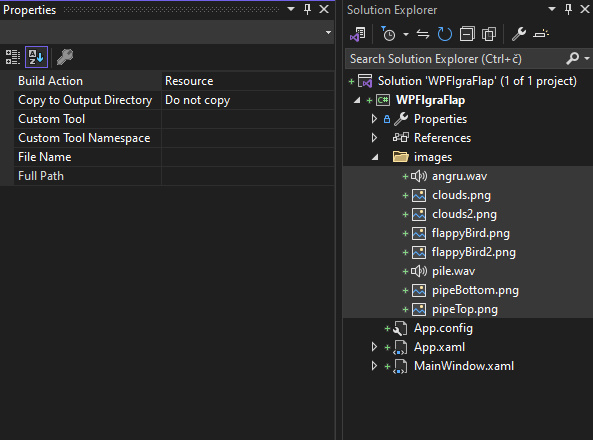 Properties
Build Action Resource
Copy to Output Directory Do not copy
Custom Tool
Custom Tool Namespace
File Name
Full Path
Solution Explorer
Search Solution Explorer (Ctrl+č)
Solution 'WPFIgraFlap' (1 of 1 project)
WPFIgraFlap
Properties
References
images
angru.wav
clouds.png
clouds2.png
flappyBird.png
flappyBird2.png
pile.wav
pipeBottom.png
pipeTop.png
App.config
App.xaml
MainWindow.xaml